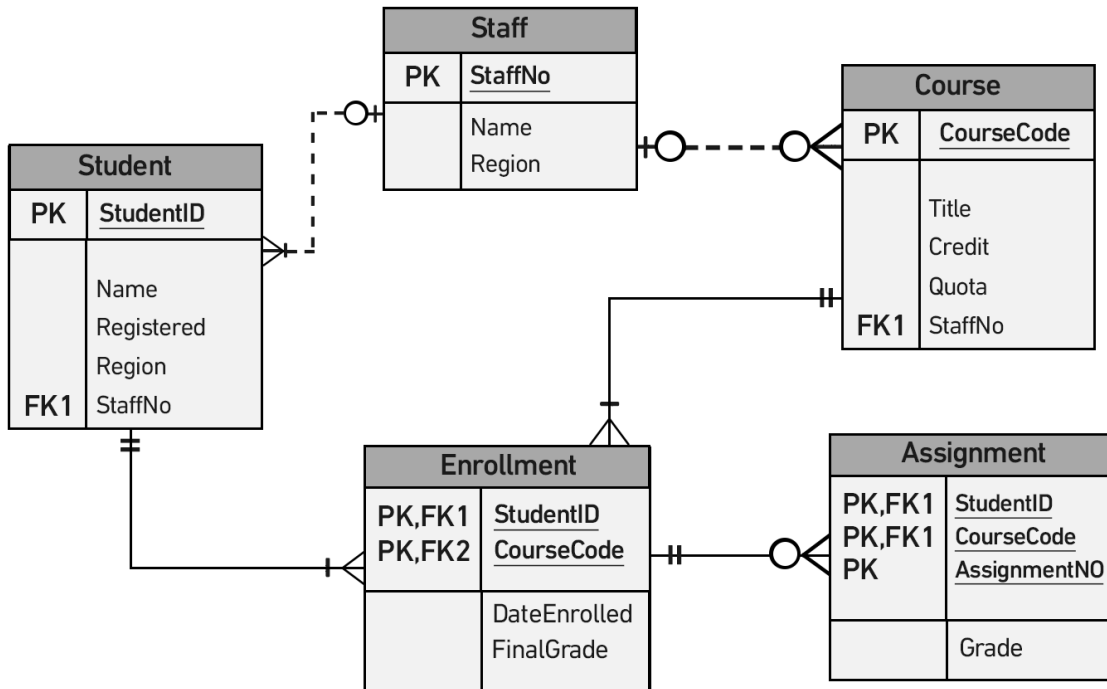 Staff
PK StaffNo
Name
Region
Course
PK CourseCode
Title
Credit
Quota
FK1 StaffNo
Student
PK StudentID
Name
Registered
Region
FK1 StaffNo
Enrollment
PK,FK1 StudentID
PK,FK2 CourseCode
DateEnrolled
FinalGrade
Assignment
PK,FK1 StudentID
PK,FK1 CourseCode
PK AssignmentNO
Grade